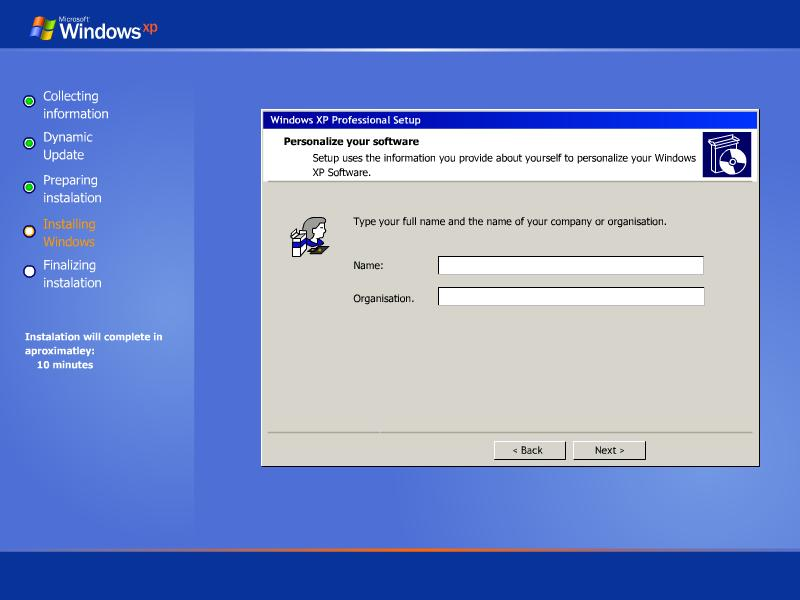 Microsoft
Windows xp
Collecting
information
Dynamic
Update
Preparing
instalation
Installing
Windows
Finalizing
instalation
Instalation will complete in
aproximatley:
10 minutes
Windows XP Professional Setup
Personalize your software
Setup uses the information you provide about yourself to personalize your Windows
XP Software.
Type your full name and the name of your company or organisation.
Name:
Organisation.
< Back
Next >